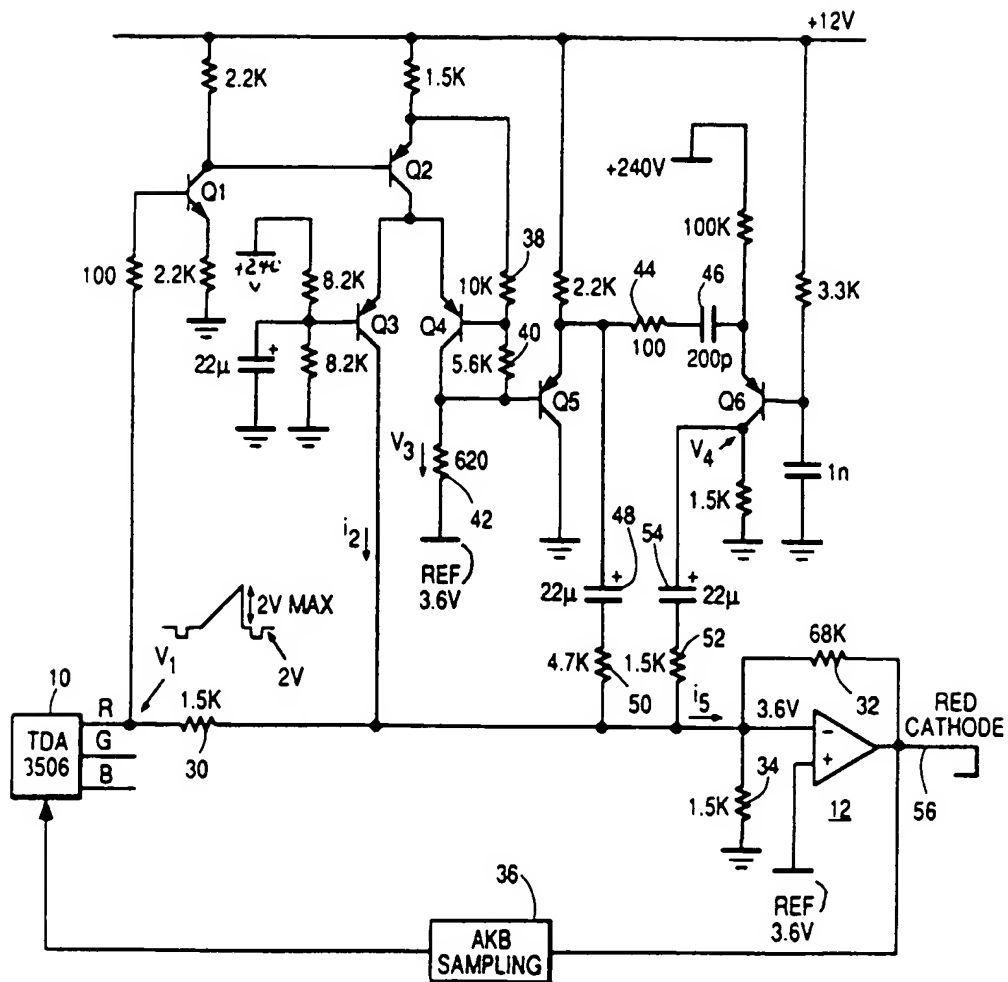 +12V
2.2K
1.5K
Q1
Q2
+240V
100K
38
44
46
100
2.2K
8.2K
10K
2.2K
3.3K
Q3
Q4
40
100
200p
22μ
+
8.2K
5.6K
Q5
Q6
V3
620
V4
1n
42
1.5K
i2
REF
3.6V
48
54
+
+
22μ
22μ
2V MAX
52
68K
V1
2V
4.7K
1.5K
50
32
RED
CATHODE
10
R
1.5K
i5
3.6V
TDA
3506
G
B
30
34
−
+
12
56
1.5K
REF
3.6V
36
AKB
SAMPLING